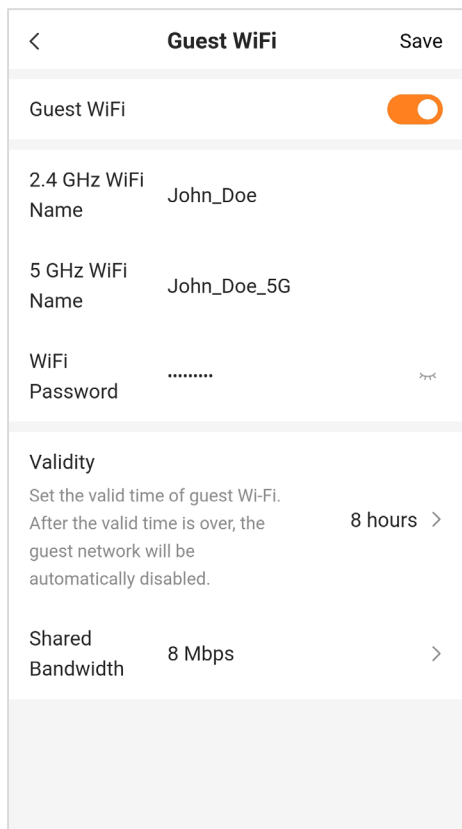 Guest WiFi
Save
Guest WiFi
2.4 GHz WiFi
Name
John_Doe
5 GHz WiFi
Name
John_Doe_5G
WiFi
Password
•••••••••
Validity
Set the valid time of guest Wi-Fi.
After the valid time is over, the
guest network will be
automatically disabled.
8 hours
Shared
Bandwidth
8 Mbps